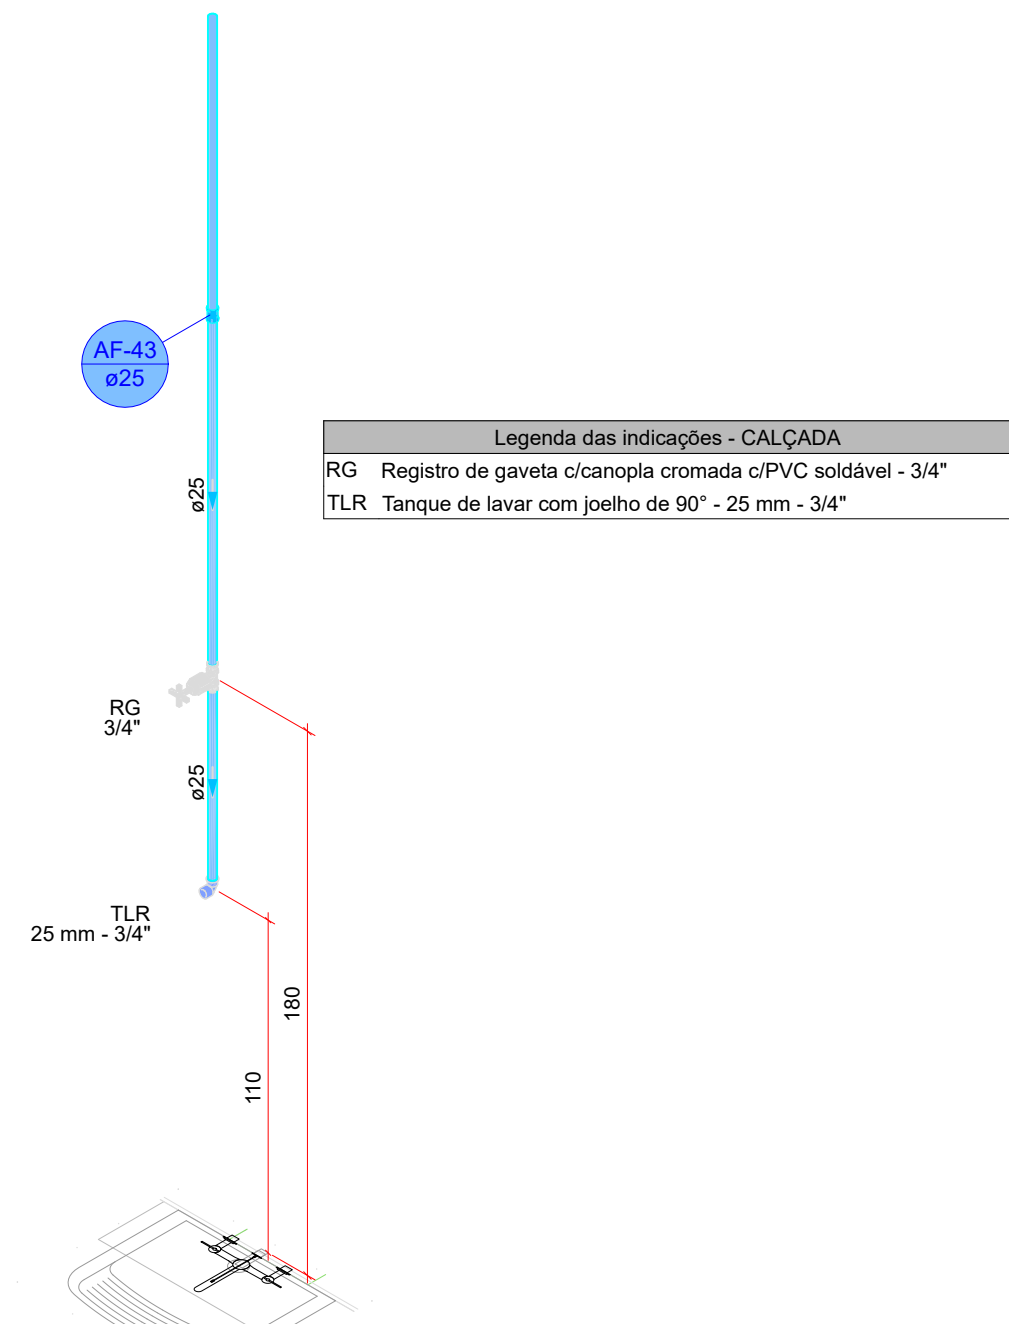 AF-43
ø25
Legenda das indicações - CALÇADA
RG Registro de gaveta c/canopla cromada c/PVC soldável - 3/4"
TLR Tanque de lavar com joelho de 90° - 25 mm - 3/4"
ø25
RG
3/4"
ø25
TLR
25 mm - 3/4"
180
110